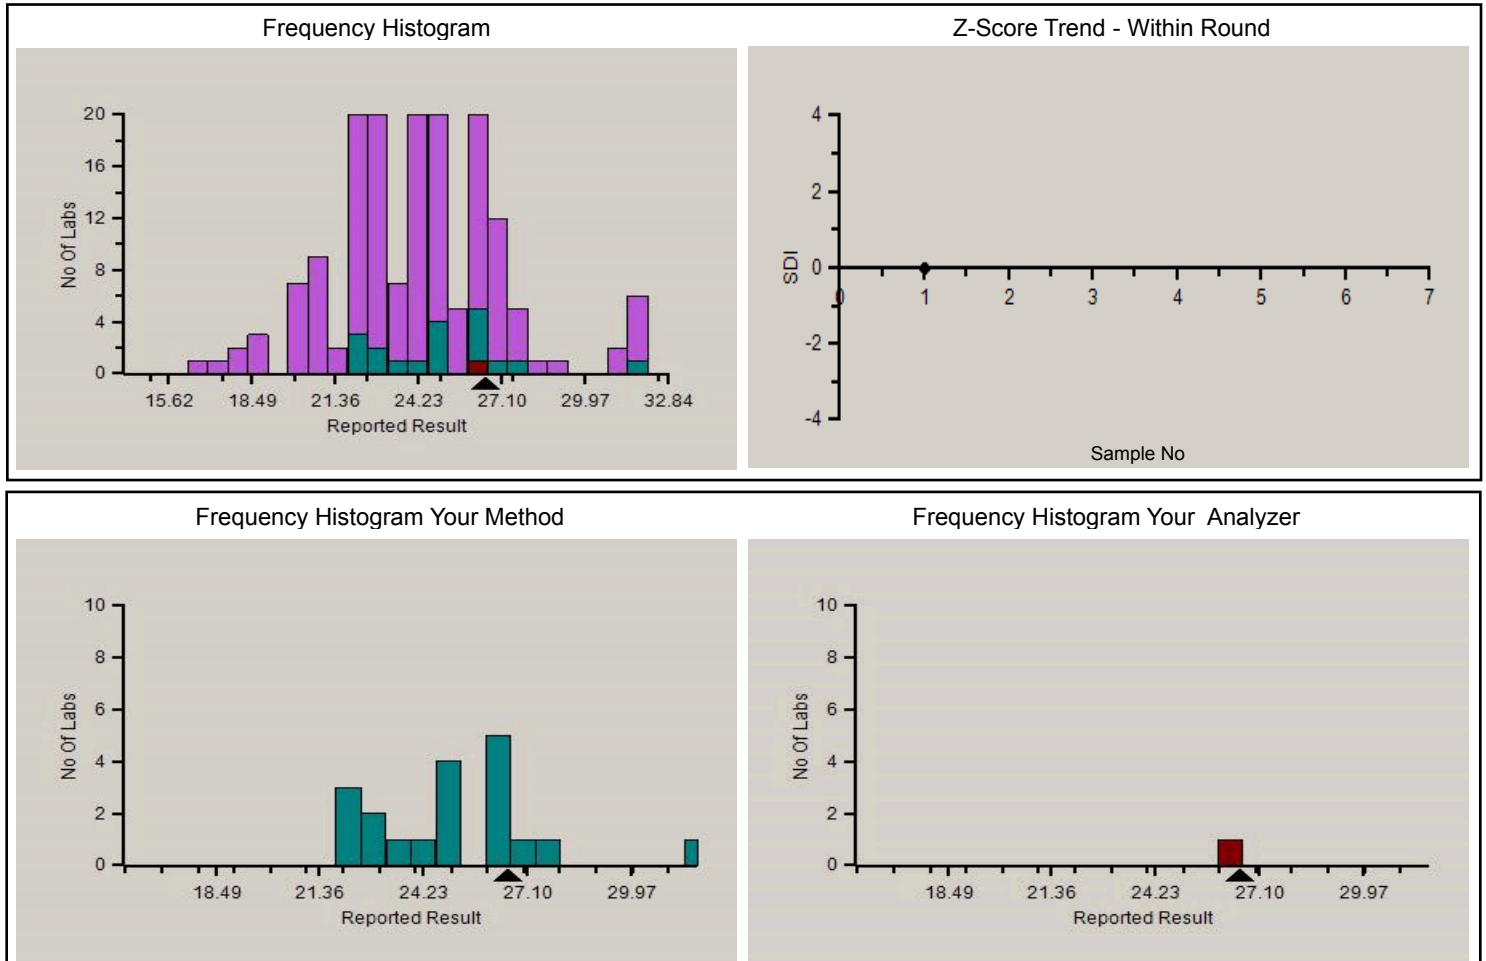 Frequency Histogram
20
16
12
8
4
0
No Of Labs
15.62 18.49 21.36 24.23 27.10 29.97 32.84
Reported Result
Z-Score Trend - Within Round
4
2
0
-2
-4
SDI
0 1 2 3 4 5 6 7
Sample No
Frequency Histogram Your Method
10
8
6
4
2
0
No Of Labs
18.49 21.36 24.23 27.10 29.97
Reported Result
Frequency Histogram Your Analyzer
10
8
6
4
2
0
No Of Labs
18.49 21.36 24.23 27.10 29.97
Reported Result